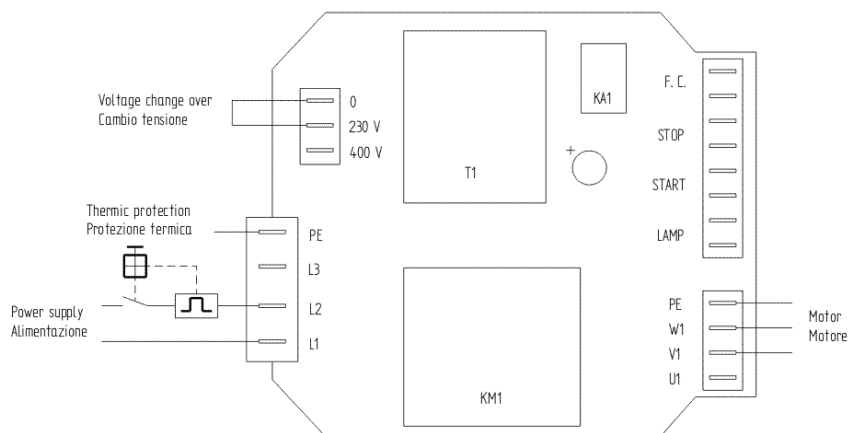 Voltage change over
Cambio tensione
0
230 V
400 V
T1
KA1
+
F. C.
STOP
START
LAMP
Thermic protection
Protezione termica
PE
L3
L2
L1
Power supply
Alimentazione
KM1
PE
W1
V1
U1
Motor
Motore